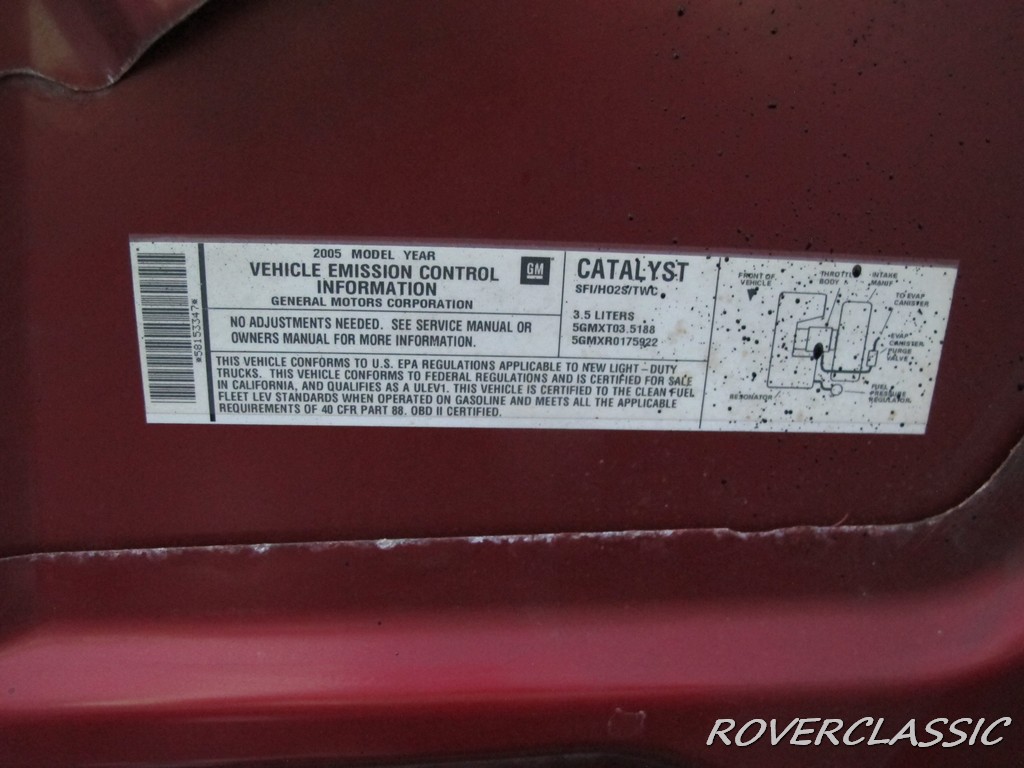 *58153347*
2005 MODEL YEAR
VEHICLE EMISSION CONTROL
INFORMATION
GENERAL MOTORS CORPORATION
GM
NO ADJUSTMENTS NEEDED. SEE SERVICE MANUAL OR
OWNERS MANUAL FOR MORE INFORMATION.
CATALYST
SFI/HO2S/TWC
3.5 LITERS
5GMXT03.5188
5GMXR0175922
THIS VEHICLE CONFORMS TO U.S. EPA REGULATIONS APPLICABLE TO NEW LIGHT-DUTY
TRUCKS. THIS VEHICLE CONFORMS TO FEDERAL REGULATIONS AND IS CERTIFIED FOR SALE
IN CALIFORNIA, AND QUALIFIES AS A ULEV1. THIS VEHICLE IS CERTIFIED TO THE CLEAN FUEL
FLEET LEV STANDARDS WHEN OPERATED ON GASOLINE AND MEETS ALL THE APPLICABLE
REQUIREMENTS OF 40 CFR PART 88. OBD II CERTIFIED.
FRONT OF
VEHICLE
THROTTLE
BODY
INTAKE
MANIF
TO EVAP
CANISTER
EVAP
CANISTER
PURGE
VALVE
FUEL
PRESSURE
REGULATOR
RESONATOR
ROVERCLASSIC